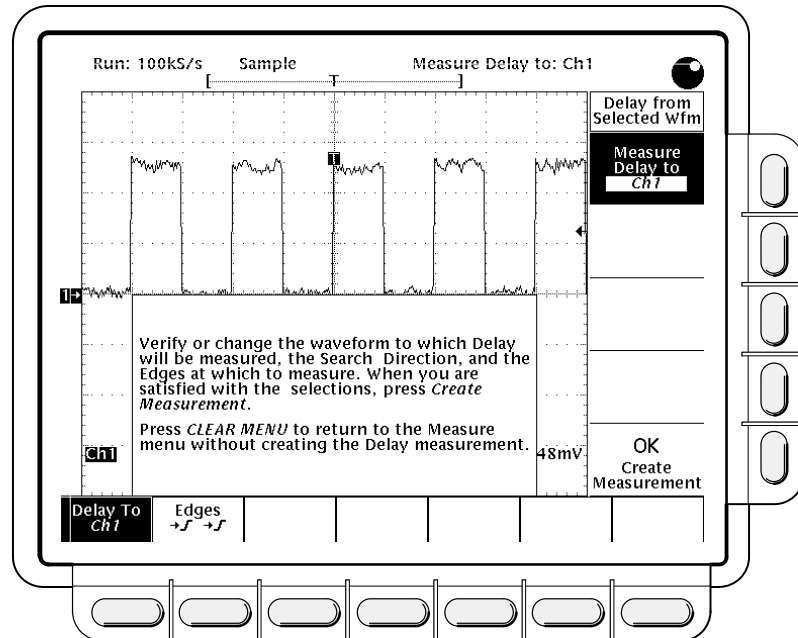 Run: 100kS/s Sample Measure Delay to: Ch1
[ T ]
Delay from
Selected Wfm
Measure
Delay to
Ch1
T
1
Verify or change the waveform to which Delay
will be measured, the Search Direction, and the
Edges at which to measure. When you are
satisfied with the selections, press Create
Measurement.
Press CLEAR MENU to return to the Measure
menu without creating the Delay measurement.
Ch1
48mV
OK
Create
Measurement
Delay To
Ch1
Edges